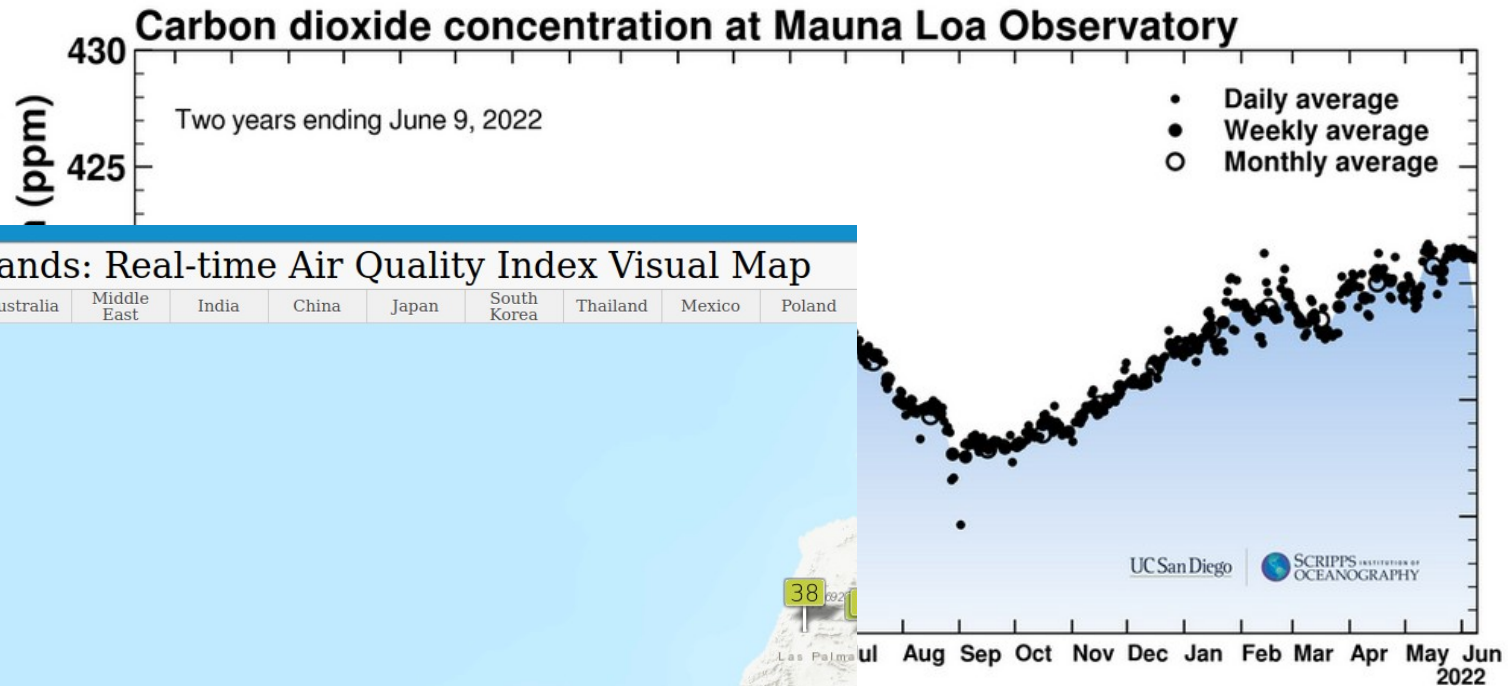 Carbon dioxide concentration at Mauna Loa Observatory
430
Two years ending June 9, 2022
Daily average
Weekly average
Monthly average
(ppm)
425
ands: Real-time Air Quality Index Visual Map
ustralia
Middle
East
India
China
Japan
South
Korea
Thailand
Mexico
Poland
38
692
Las Palma
UC San Diego
SCRIPPS INSTITUTION OF
OCEANOGRAPHY
ul Aug Sep Oct Nov Dec Jan Feb Mar Apr May Jun
2022